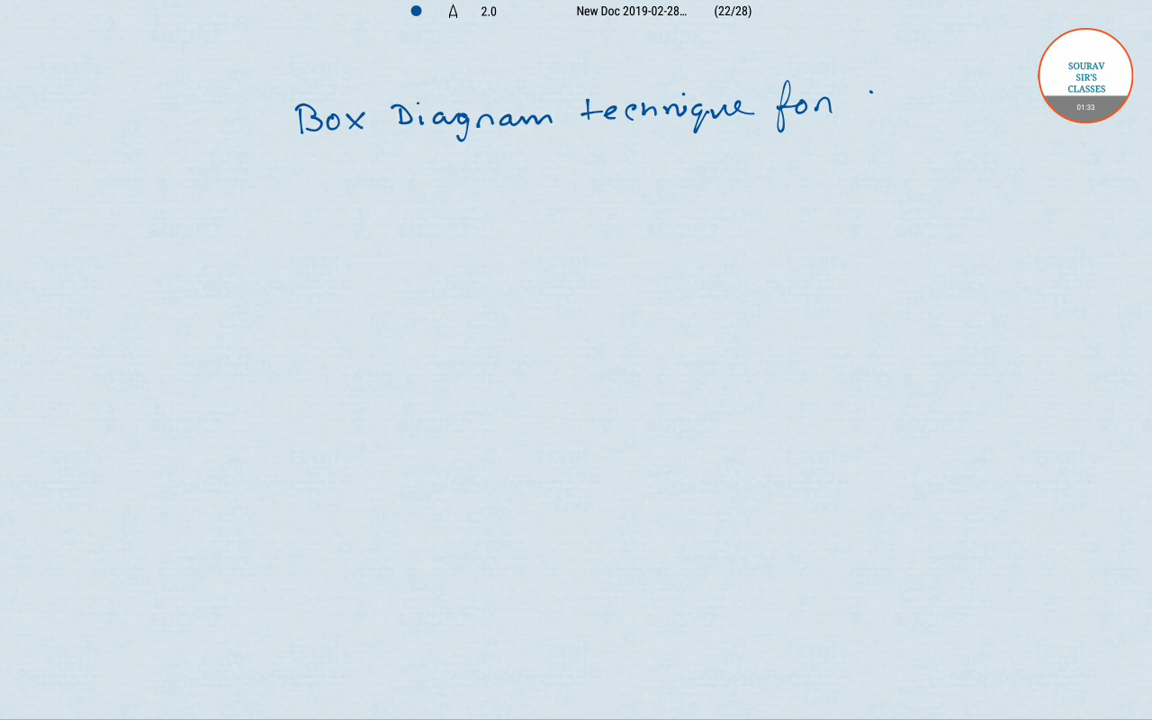 2.0 New Doc 2019-02-28... (22/28)
SOURAV
SIR'S
CLASSES
01:33
Box Diagram technique for